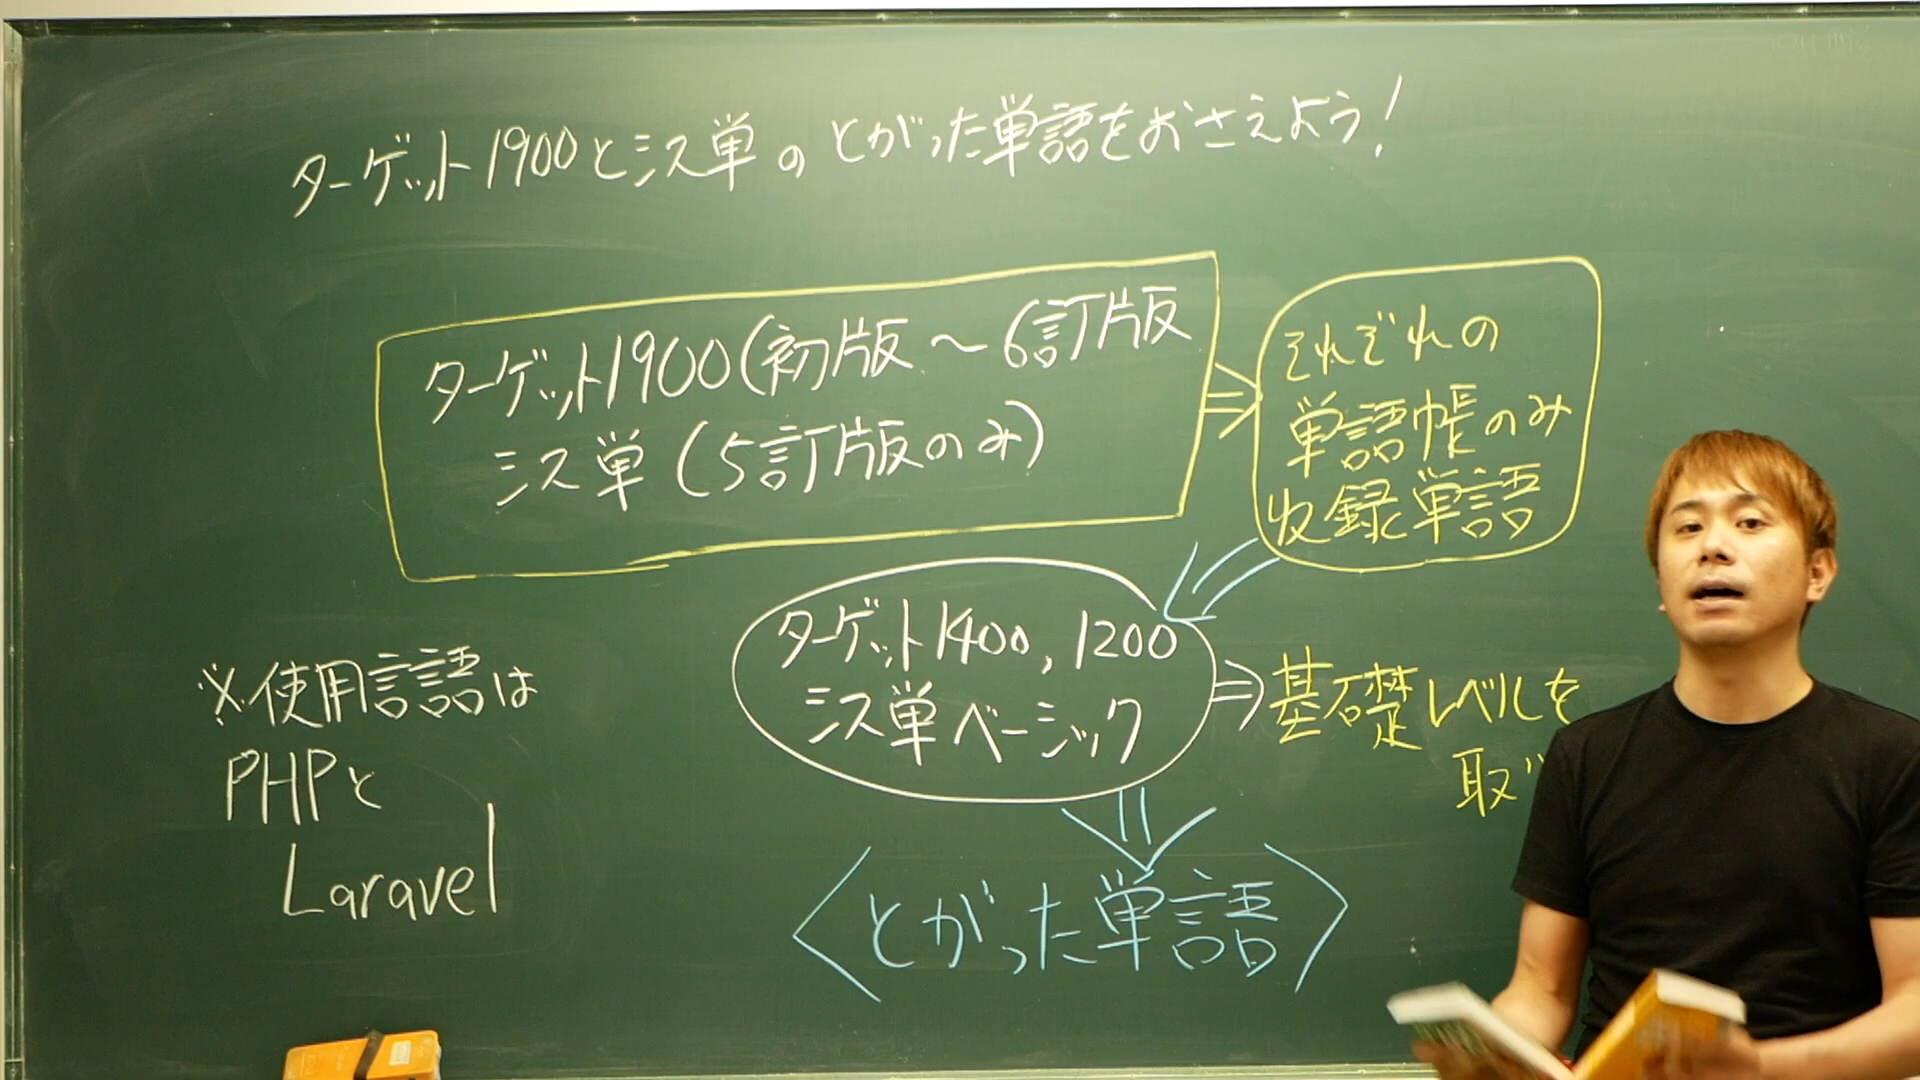 ターゲット1900とシス単のとがった単語をおさえよう!
ターゲット1900(初版〜6訂版
シス単(5訂版のみ)
それぞれの
単語帳のみ
収録単語
ターゲット1400, 1200
シス単ベーシック
基礎レベルを
取
<とがった単語>
※使用言語は
PHPと
Laravel